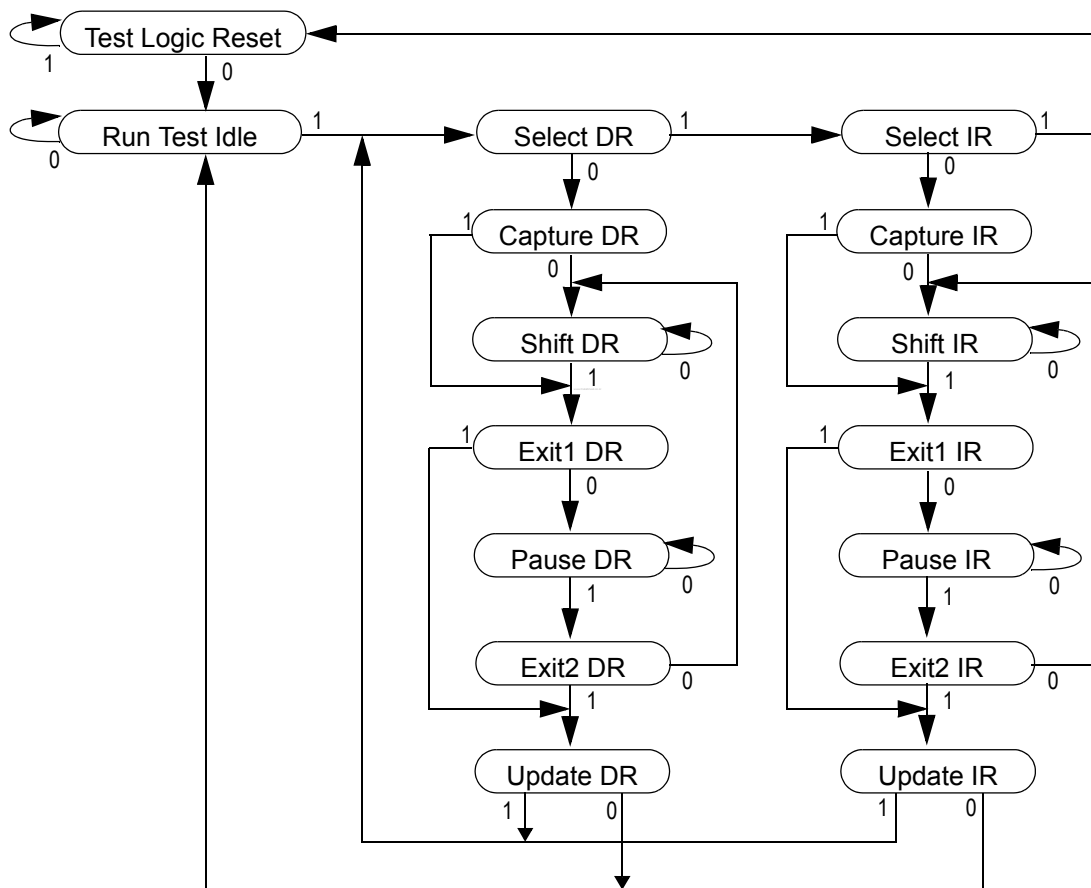 Test Logic Reset
1
0
Run Test Idle
1
Select DR
1
Select IR
1
0
0
0
1
Capture DR
1
Capture IR
0
0
Shift DR
0
Shift IR
0
1
1
1
Exit1 DR
1
Exit1 IR
0
0
Pause DR
0
Pause IR
0
1
1
Exit2 DR
0
Exit2 IR
0
1
1
Update DR
Update IR
1
0
1
0